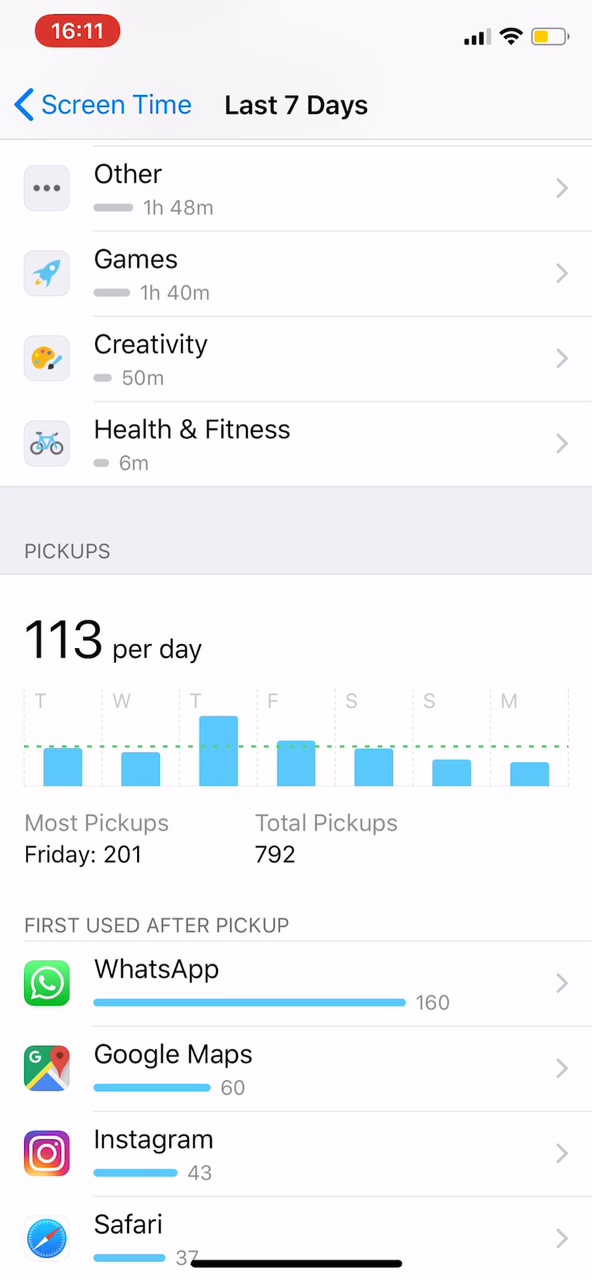 16:11
Screen Time
Last 7 Days
Other
1h 48m
Games
1h 40m
Creativity
50m
Health & Fitness
6m
PICKUPS
113 per day
T W T F S S M
Most Pickups Total Pickups
Friday: 201 792
FIRST USED AFTER PICKUP
WhatsApp
160
G
Google Maps
60
Instagram
43
Safari
37